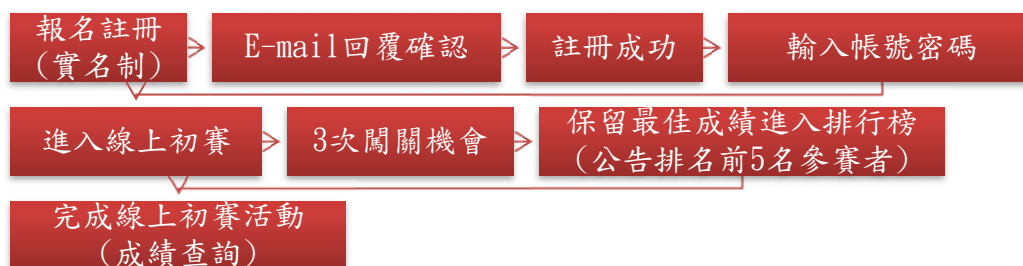 報名註冊
(實名制)
E-mail回覆確認
註冊成功
輸入帳號密碼
進入線上初賽
3次闖關機會
保留最佳成績進入排行榜
(公告排名前5名參賽者)
完成線上初賽活動
(成績查詢)